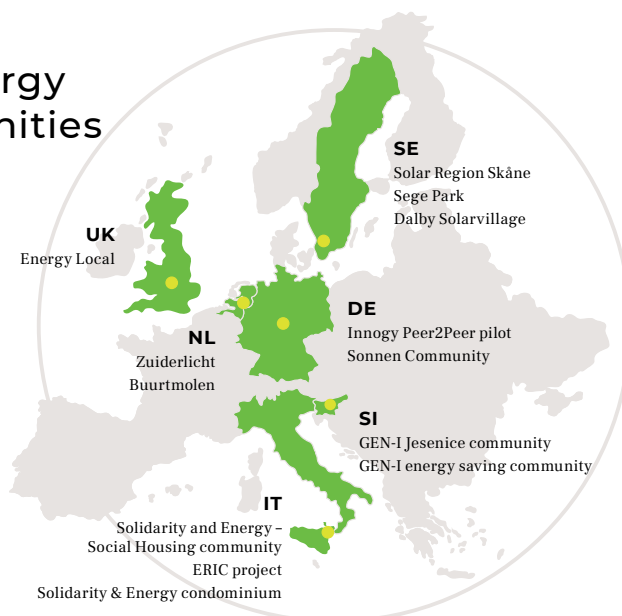 rgy
nities
SE
Solar Region Skåne
Sege Park
Dalby Solarvillage
UK
Energy Local
DE
Innogy Peer2Peer pilot
Sonnen Community
NL
Zuiderlicht
Buurtmolen
SI
GEN-I Jesenice community
GEN-I energy saving community
IT
Solidarity and Energy –
Social Housing community
ERIC project
Solidarity & Energy condominium